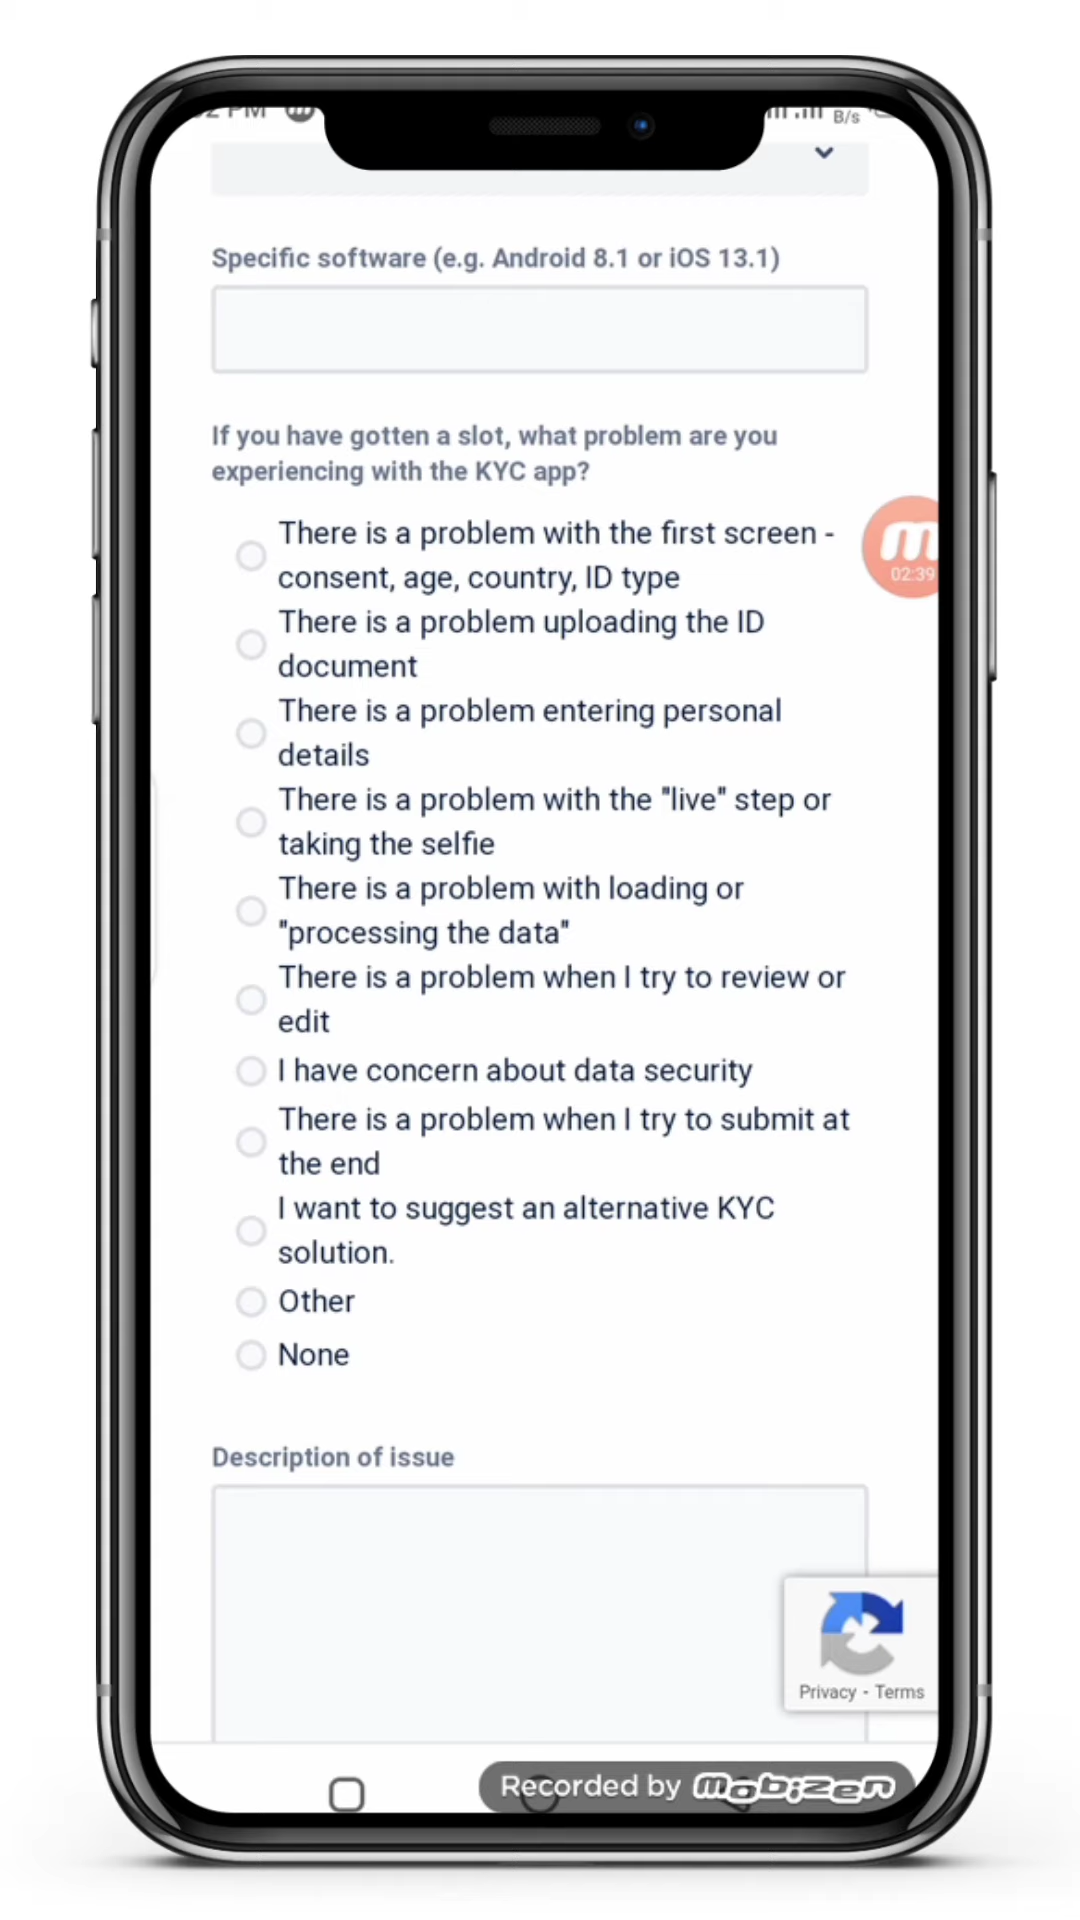 PM
B/s
Specific software (e.g. Android 8.1 or iOS 13.1)
If you have gotten a slot, what problem are you
experiencing with the KYC app?
There is a problem with the first screen -
consent, age, country, ID type
There is a problem uploading the ID
document
There is a problem entering personal
details
There is a problem with the "live" step or
taking the selfie
There is a problem with loading or
"processing the data"
There is a problem when I try to review or
edit
I have concern about data security
There is a problem when I try to submit at
the end
I want to suggest an alternative KYC
solution.
Other
None
m
02:39
Description of issue
Privacy - Terms
Recorded by mobizen